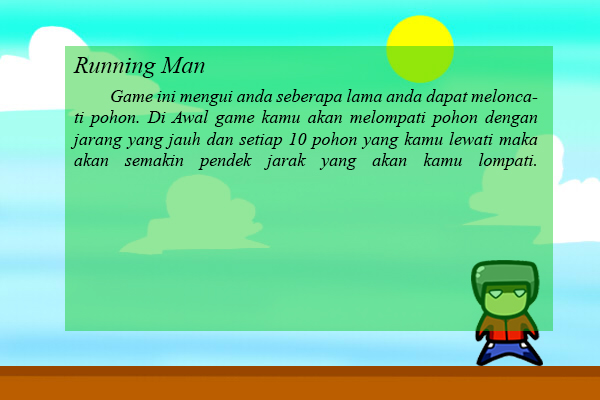 Running Man
Game ini mengui anda seberapa lama anda dapat melonca-
ti pohon. Di Awal game kamu akan melompati pohon dengan
jarang yang jauh dan setiap 10 pohon yang kamu lewati maka
akan semakin pendek jarak yang akan kamu lompati.